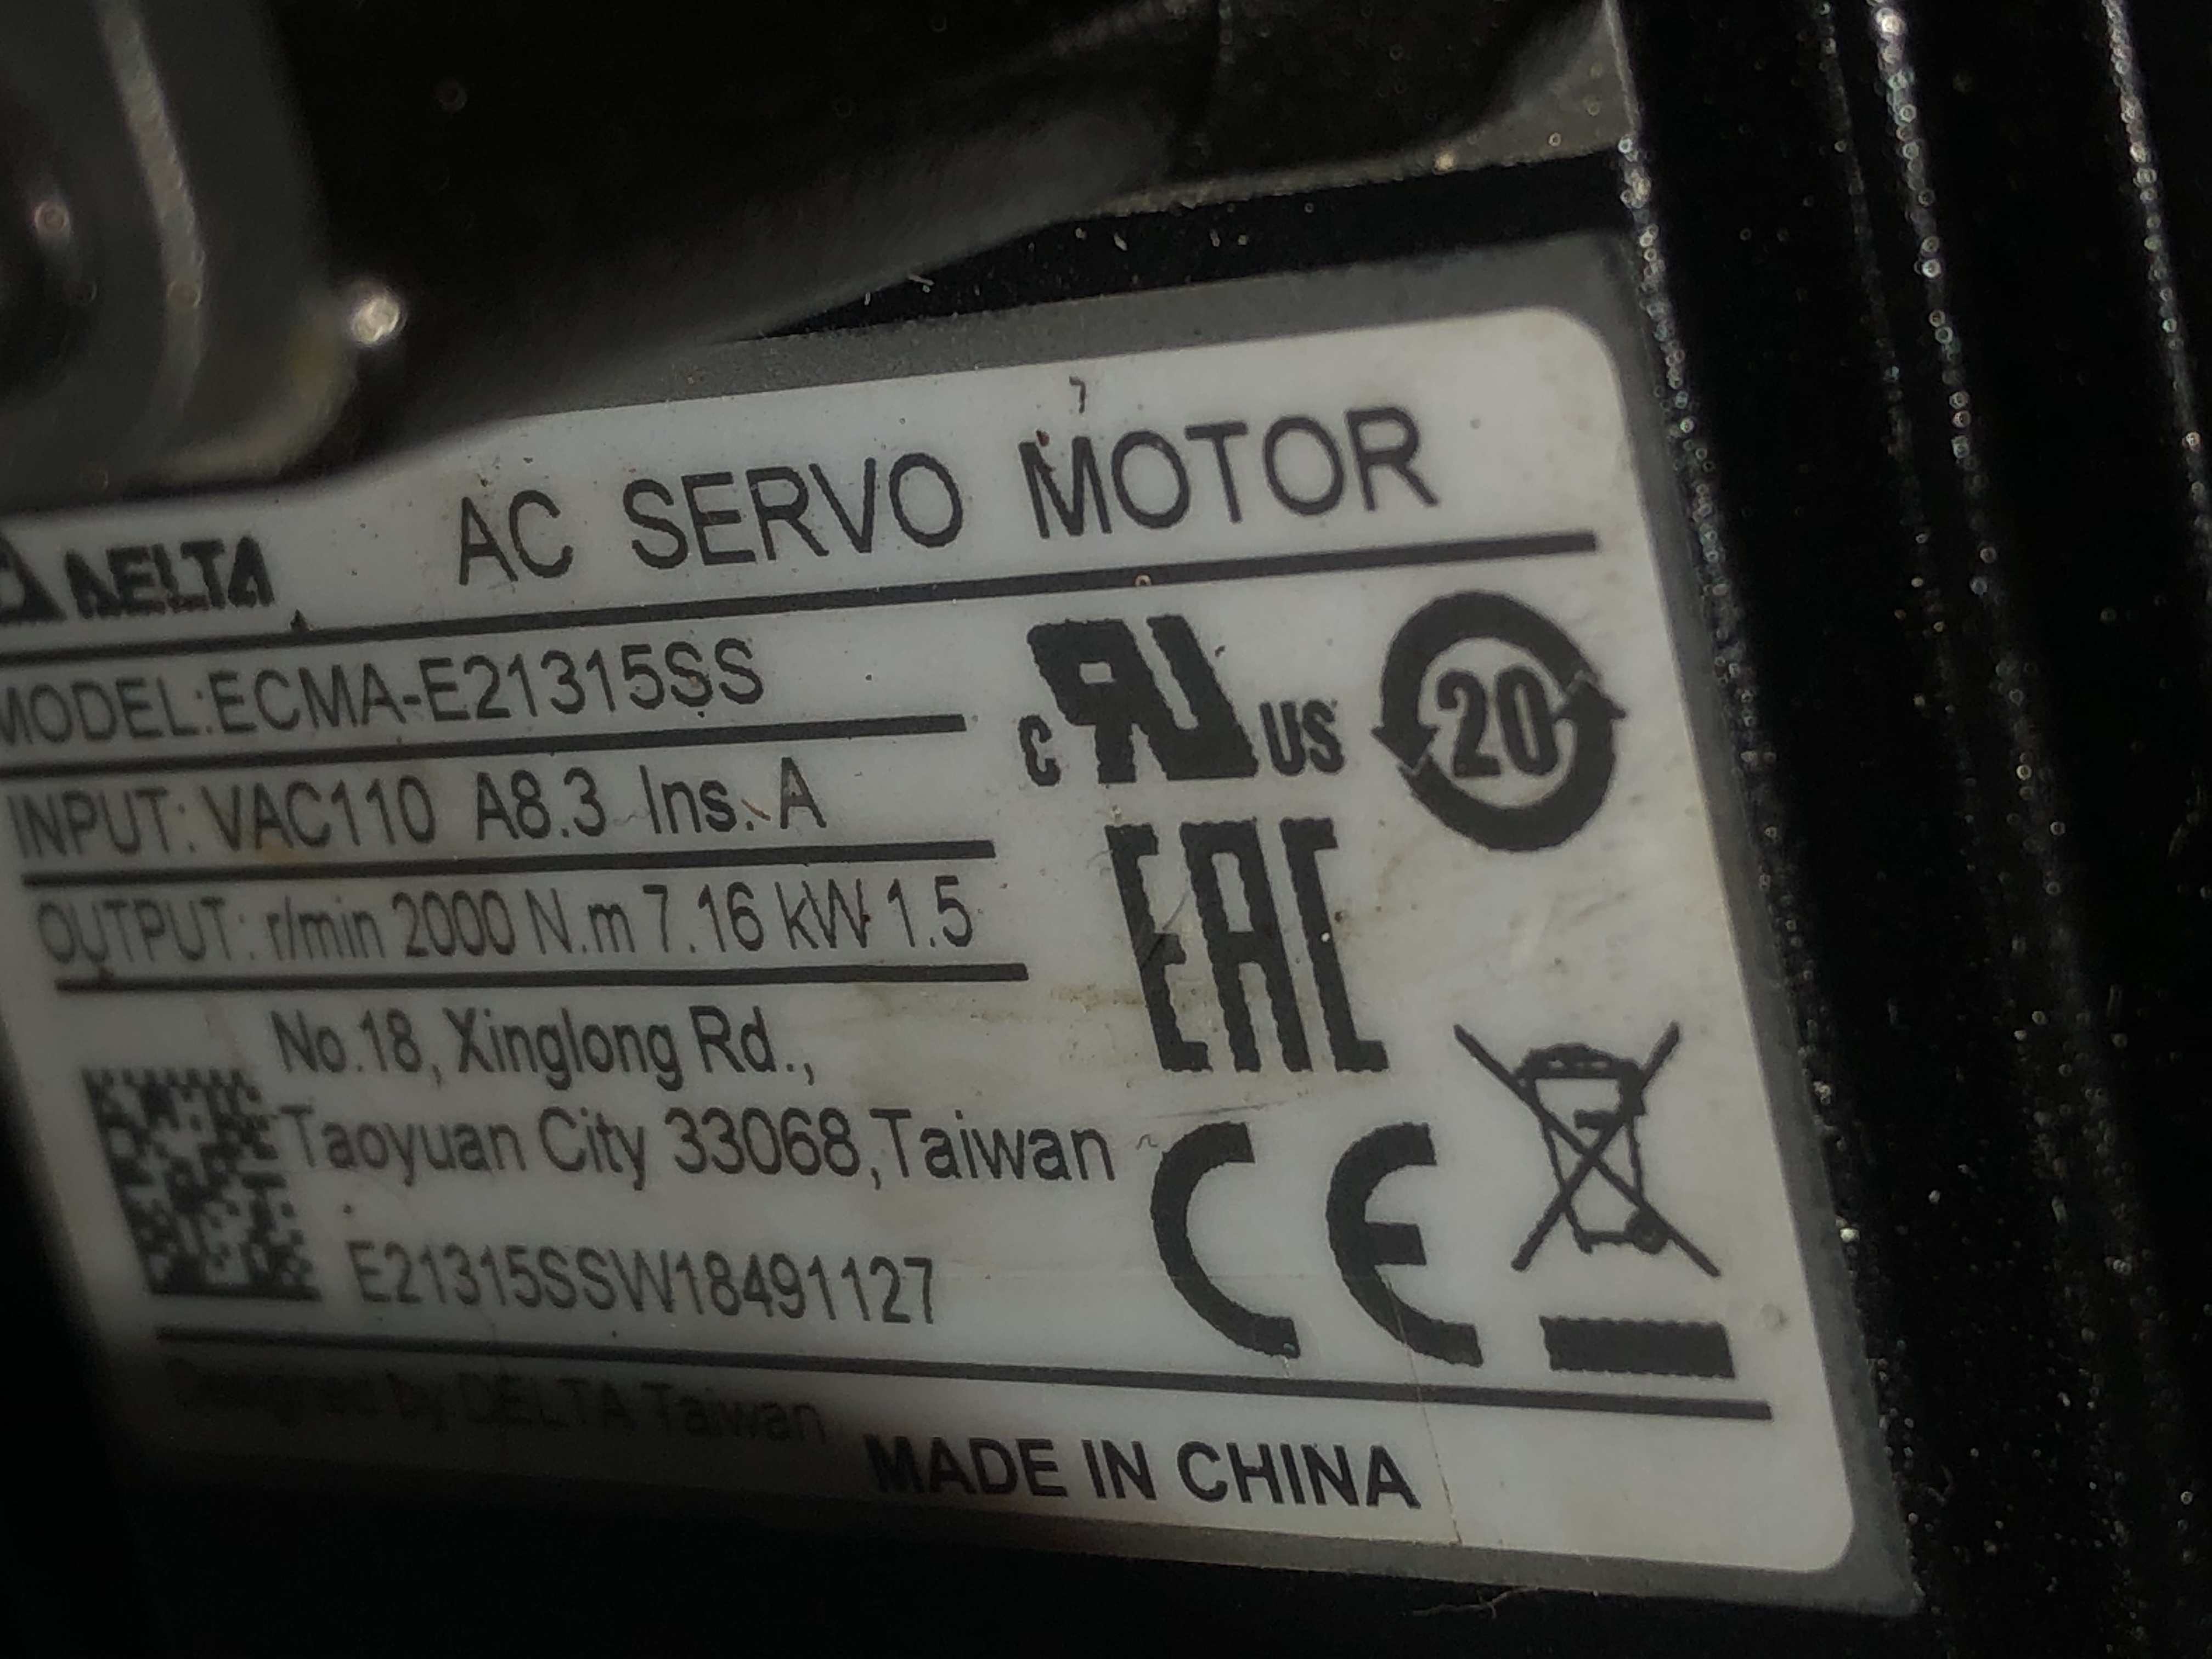 DELTA AC SERVO MOTOR
MODEL:ECMA-E21315SS
INPUT: VAC110 A8.3 Ins. A
OUTPUT: r/min 2000 N.m 7.16 kW 1.5
c RU US
20
EAC
No.18, Xinglong Rd.,
Taoyuan City 33068,Taiwan
CE
E21315SSW18491127
Designed by DELTA Taiwan
MADE IN CHINA